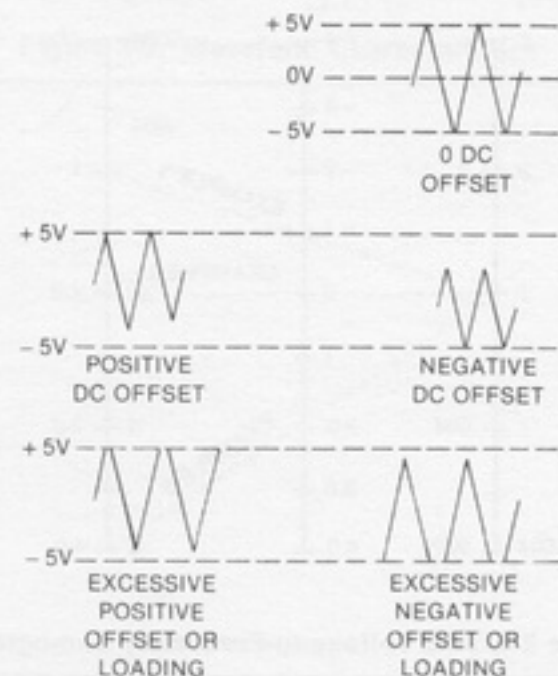 + 5V
0V
− 5V
0 DC
OFFSET
+ 5V
− 5V
POSITIVE
DC OFFSET
NEGATIVE
DC OFFSET
+ 5V
− 5V
EXCESSIVE
POSITIVE
OFFSET OR
LOADING
EXCESSIVE
NEGATIVE
OFFSET OR
LOADING